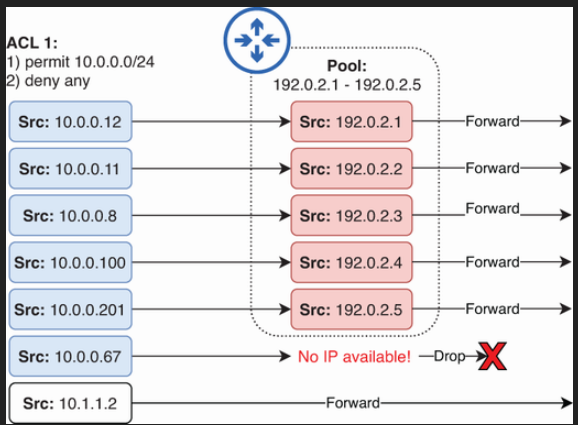 ACL 1:
1) permit 10.0.0.0/24
2) deny any
Pool:
192.0.2.1 - 192.0.2.5
Src: 10.0.0.12
Src: 192.0.2.1
Forward
Src: 10.0.0.11
Src: 192.0.2.2
Forward
Src: 10.0.0.8
Src: 192.0.2.3
Forward
Src: 10.0.0.100
Src: 192.0.2.4
Forward
Src: 10.0.0.201
Src: 192.0.2.5
Forward
Src: 10.0.0.67
No IP available!
Drop
X
Src: 10.1.1.2
Forward